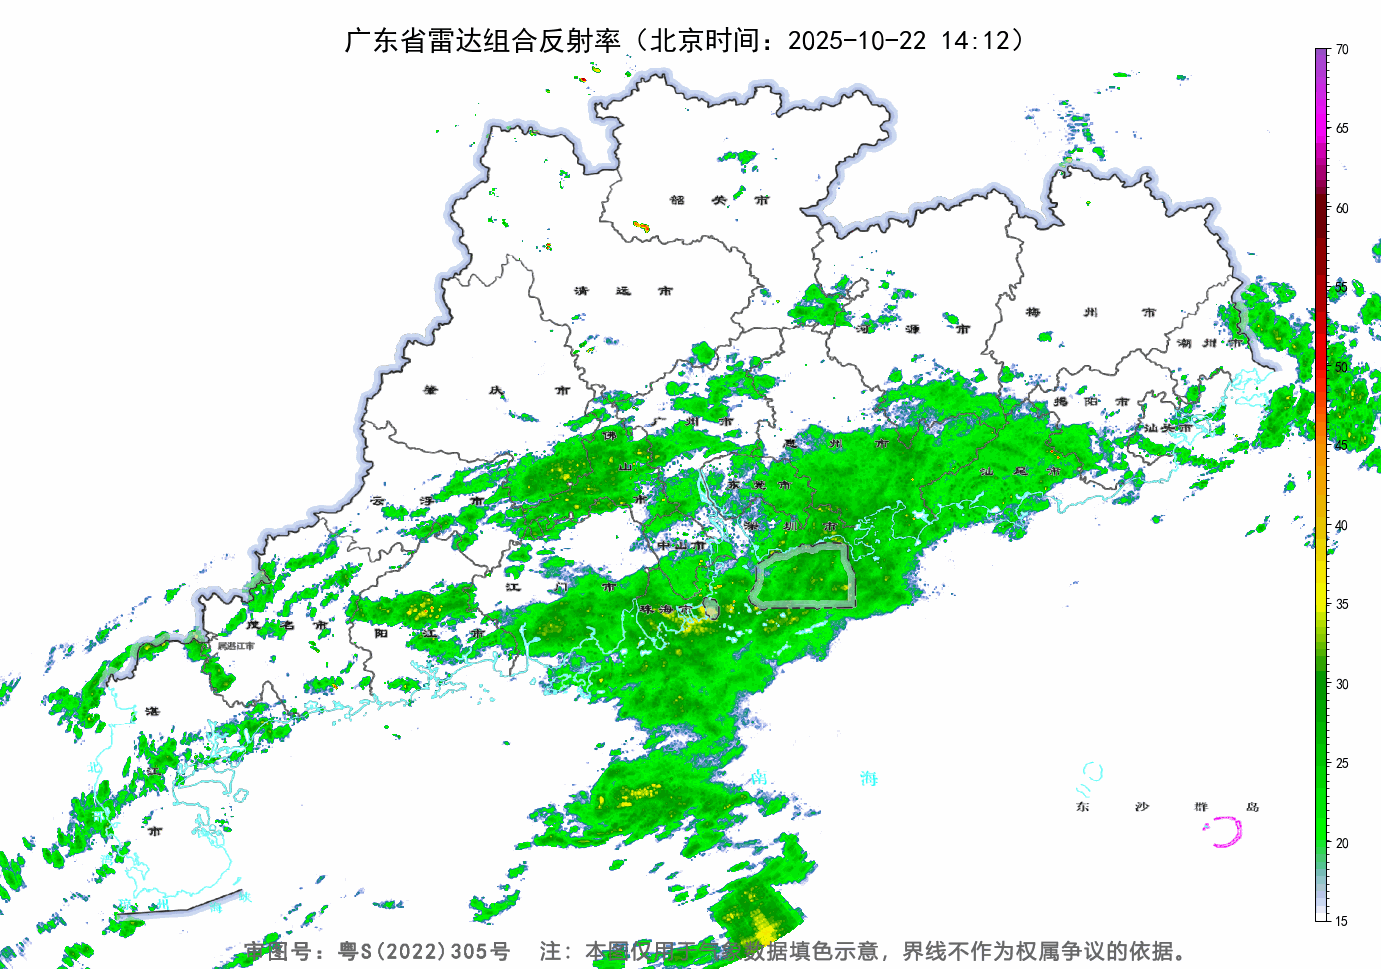 广东省雷达组合反射率（北京时间：2025-10-22 14:12）
70
65
60
55
50
45
40
35
30
25
20
15
韶关市
清远市
河源市
梅州市
潮州市
肇庆市
广州市
揭阳市
汕头市
佛山市
惠州市
汕尾市
东莞市
云浮市
深圳市
中山市
江门市
珠海市
茂名市
阳江市
属湛江市
湛江市
南海
东沙群岛
琼州海峡
审图号：粤S(2022)305号 注：本图仅用于气象数据填色示意，界线不作为权属争议的依据。